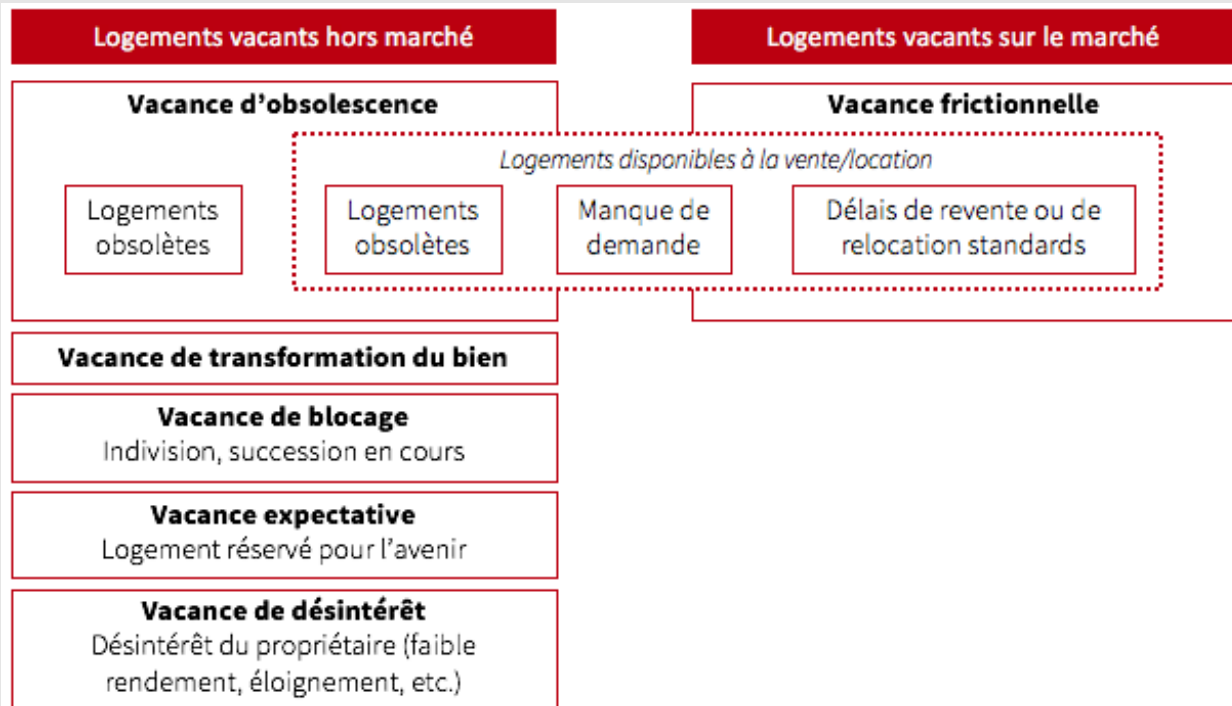 Logements vacants hors marché
Logements vacants sur le marché
Vacance d’obsolescence
Vacance frictionnelle
Logements disponibles à la vente/location
Logements
obsolètes
Logements
obsolètes
Manque de
demande
Délais de revente ou de
relocation standards
Vacance de transformation du bien
Vacance de blocage
Indivision, succession en cours
Vacance expectative
Logement réservé pour l’avenir
Vacance de désintérêt
Désintérêt du propriétaire (faible
rendement, éloignement, etc.)